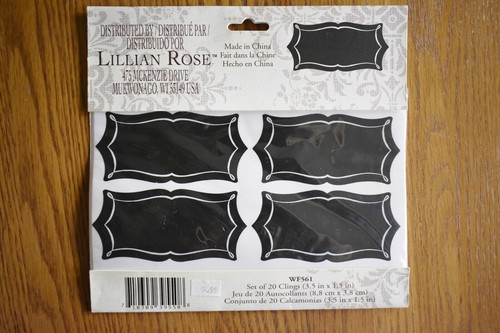 DISTRIBUTED BY / DISTRIBUÉ PAR /
DISTRIBUIDO POR
LILLIAN ROSE™
475 MCKENZIE DRIVE
MUKWONAGO, WI 53149 USA
Made in China
Fait dans la Chine
Hecho en China
WF561
Set of 20 Clings (3.5 in x 1.5 in)
Jeu de 20 Autocollants (8,8 cm x 3.8 cm)
Conjunto de 20 Calcamonias (3.5 in x 1.5 in)